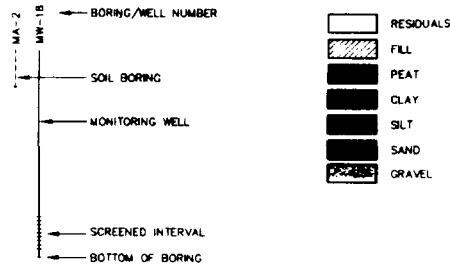 MA-2
MW-1B
BORING/WELL NUMBER
SOIL BORING
MONITORING WELL
SCREENED INTERVAL
BOTTOM OF BORING
RESIDUALS
FILL
PEAT
CLAY
SILT
SAND
GRAVEL